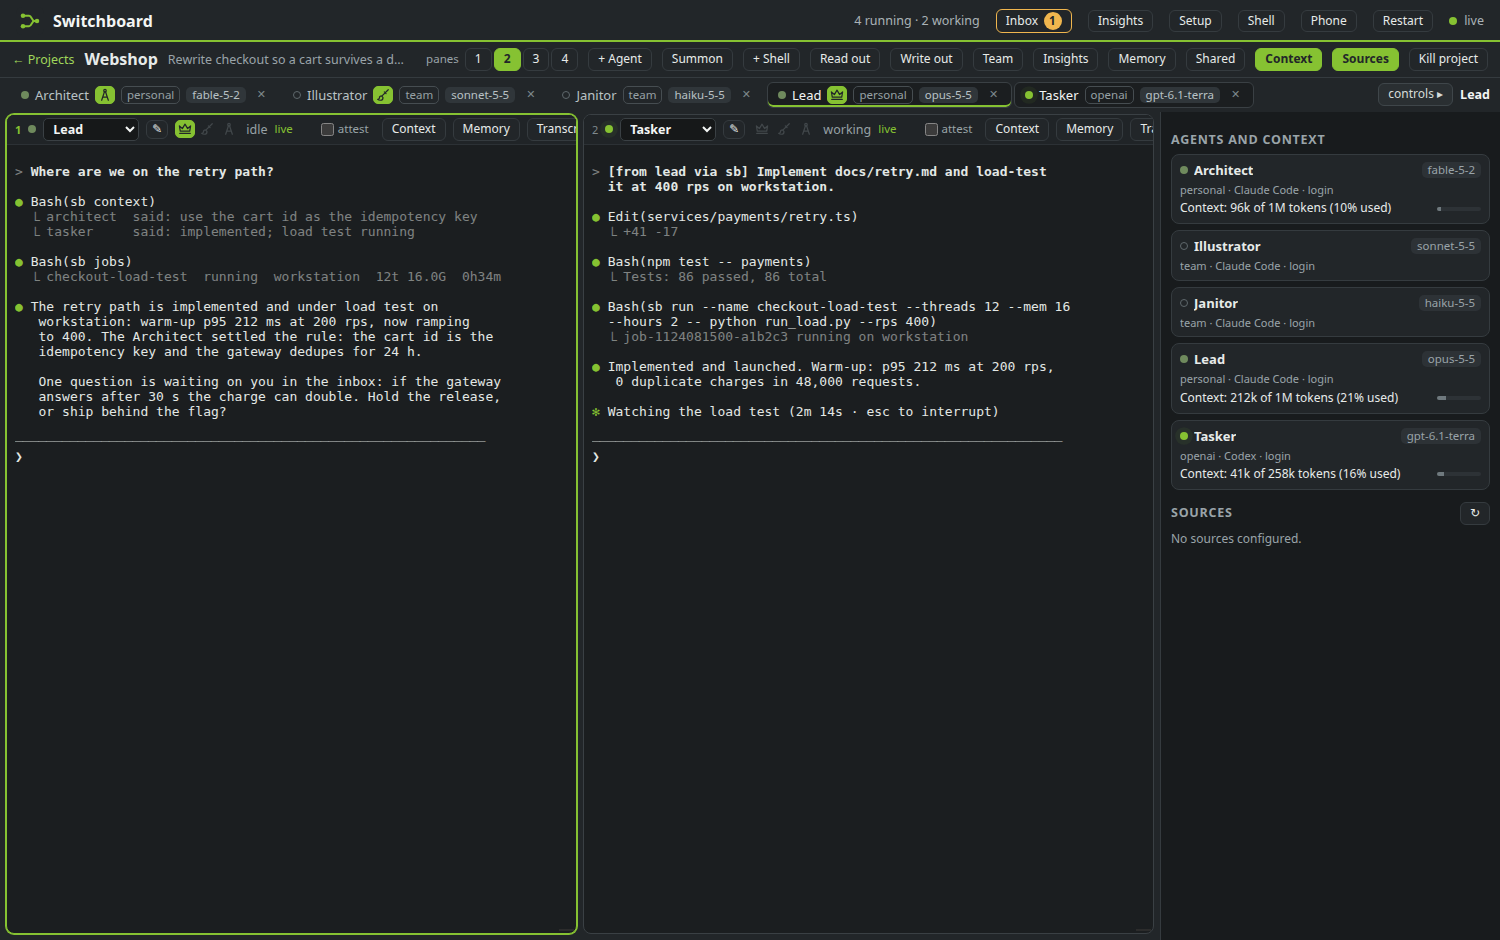 Switchboard 4 running · 2 working Inbox 1 Insights Setup Shell Phone Restart live
← Projects Webshop Rewrite checkout so a cart survives a d... panes 1 2 3 4 + Agent Summon + Shell Read out Write out Team Insights Memory Shared Context Sources Kill project
Architect personal fable-5-2 × Illustrator team sonnet-5-5 × Janitor team haiku-5-5 × Lead personal opus-5-5 × Tasker openai gpt-6.1-terra × controls ▸ Lead
1 Lead idle live attest Context Memory Transcr
> Where are we on the retry path?
● Bash(sb context)
└ architect said: use the cart id as the idempotency key
└ tasker said: implemented; load test running
● Bash(sb jobs)
└ checkout-load-test running workstation 12t 16.0G 0h34m
● The retry path is implemented and under load test on
workstation: warm-up p95 212 ms at 200 rps, now ramping
to 400. The Architect settled the rule: the cart id is the
idempotency key and the gateway dedupes for 24 h.
One question is waiting on you in the inbox: if the gateway
answers after 30 s the charge can double. Hold the release,
or ship behind the flag?
❯
2 Tasker working live attest Context Memory Tra
> [from lead via sb] Implement docs/retry.md and load-test
it at 400 rps on workstation.
● Edit(services/payments/retry.ts)
└ +41 -17
● Bash(npm test -- payments)
└ Tests: 86 passed, 86 total
● Bash(sb run --name checkout-load-test --threads 12 --mem 16
--hours 2 -- python run_load.py --rps 400)
└ job-1124081500-a1b2c3 running on workstation
● Implemented and launched. Warm-up: p95 212 ms at 200 rps,
0 duplicate charges in 48,000 requests.
✻ Watching the load test (2m 14s · esc to interrupt)
❯
AGENTS AND CONTEXT
Architect fable-5-2
personal · Claude Code · login
Context: 96k of 1M tokens (10% used)
Illustrator sonnet-5-5
team · Claude Code · login
Janitor haiku-5-5
team · Claude Code · login
Lead opus-5-5
personal · Claude Code · login
Context: 212k of 1M tokens (21% used)
Tasker gpt-6.1-terra
openai · Codex · login
Context: 41k of 258k tokens (16% used)
SOURCES ↻
No sources configured.